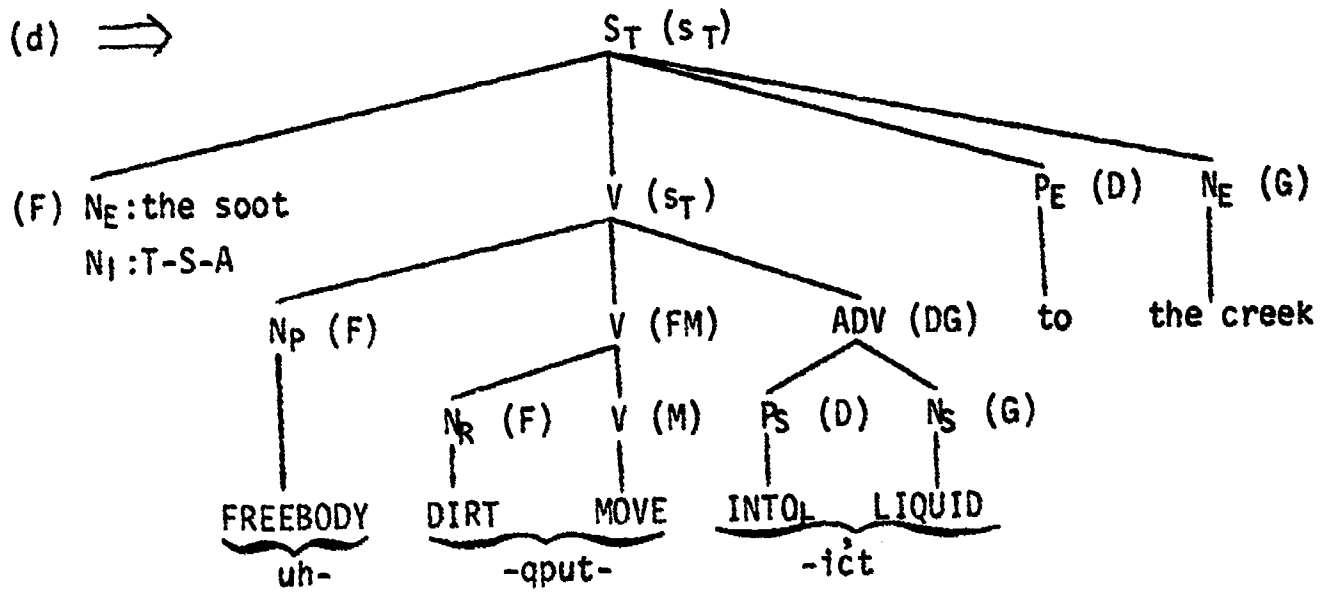 (d) ⟹ S_T (s_T)
(F) N_E:the soot V (s_T) P_E (D) N_E (G)
N_I:T-S-A
N_P (F) V (FM) ADV (DG) to the creek
N_R (F) V (M) P_S (D) N_S (G)
FREEBODY DIRT MOVE INTO_L LIQUID
uh- -qput- -ic̓t